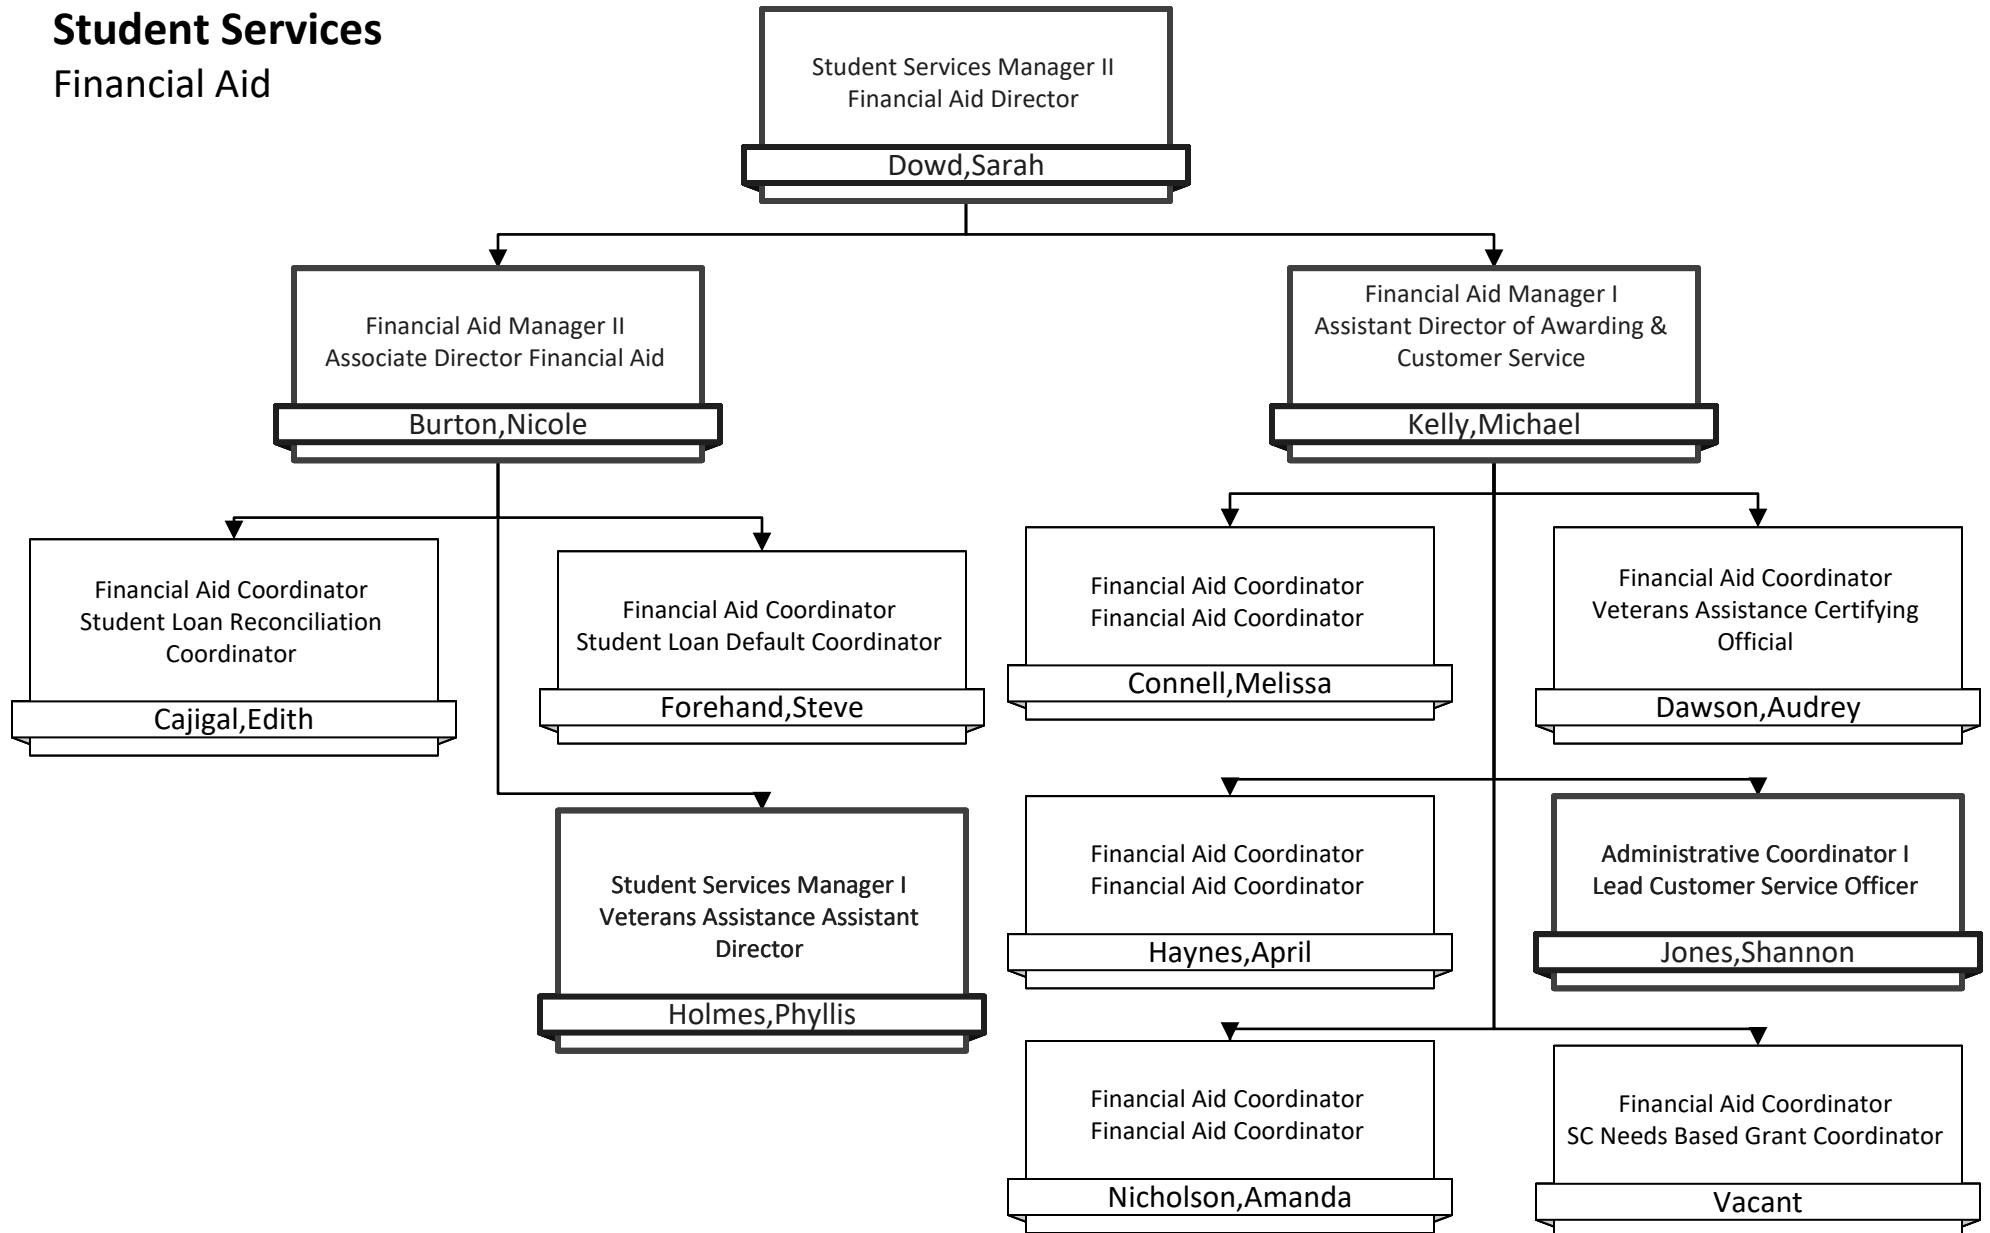 Student Services
Financial Aid
Student Services Manager II
Financial Aid Director
Dowd,Sarah
Financial Aid Manager II
Associate Director Financial Aid
Burton,Nicole
Financial Aid Manager I
Assistant Director of Awarding &
Customer Service
Kelly,Michael
Financial Aid Coordinator
Student Loan Reconciliation
Coordinator
Cajigal,Edith
Financial Aid Coordinator
Student Loan Default Coordinator
Forehand,Steve
Financial Aid Coordinator
Financial Aid Coordinator
Connell,Melissa
Financial Aid Coordinator
Veterans Assistance Certifying
Official
Dawson,Audrey
Student Services Manager I
Veterans Assistance Assistant
Director
Holmes,Phyllis
Financial Aid Coordinator
Financial Aid Coordinator
Haynes,April
Administrative Coordinator I
Lead Customer Service Officer
Jones,Shannon
Financial Aid Coordinator
Financial Aid Coordinator
Nicholson,Amanda
Financial Aid Coordinator
SC Needs Based Grant Coordinator
Vacant